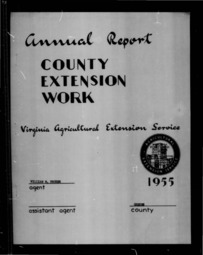 Annual Report
COUNTY
EXTENSION
WORK
Virginia Agricultural Extension Service
agent
1955
assistant agent
county